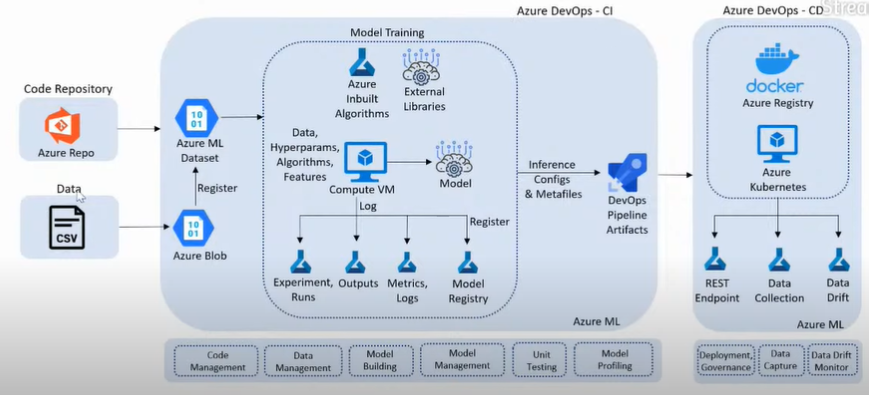 Azure DevOps - CI
Azure DevOps - CD
Model Training
Code Repository
Azure Repo
Data
CSV
Azure ML
Dataset
Register
Azure Blob
Azure
Inbuilt
Algorithms
External
Libraries
Data,
Hyperparams,
Algorithms,
Features
Compute VM
Model
Log
Register
Experiment,
Runs
Outputs
Metrics,
Logs
Model
Registry
Azure ML
Inference
Configs
& Metafiles
DevOps
Pipeline
Artifacts
docker
Azure Registry
Azure
Kubernetes
REST
Endpoint
Data
Collection
Data
Drift
Azure ML
Code
Management
Data
Management
Model
Building
Model
Management
Unit
Testing
Model
Profiling
Deployment,
Governance
Data
Capture
Data Drift
Monitor